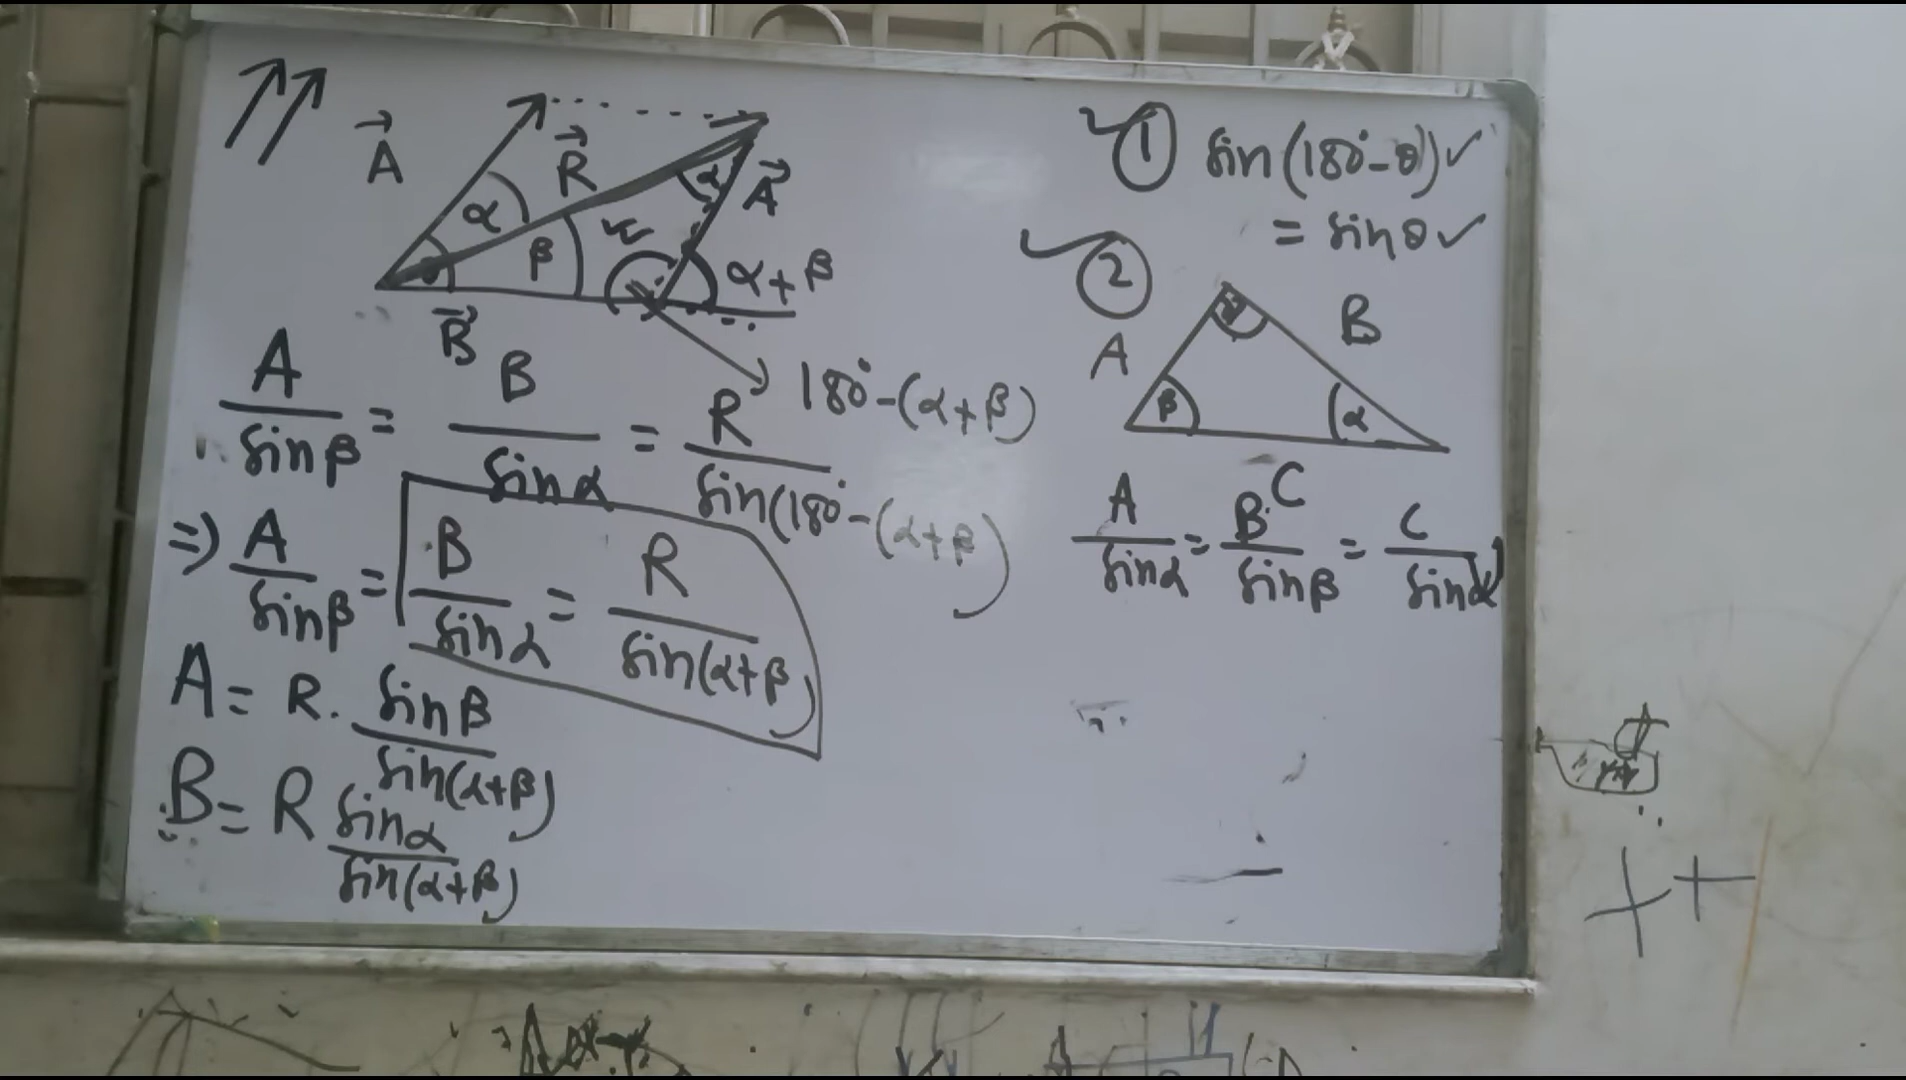 A⃗
R⃗
α
β
α
A⃗
α+β
B⃗
180°-(α+β)
A/sinβ = B/sinα = R/sin(180°-(α+β))
=> A/sinβ = B/sinα = R/sin(α+β)
A = R. sinβ/sin(α+β)
B = R sinα/sin(α+β)
① sin(180°-θ) ✓
= sinθ ✓
②
A
B
β
α
C
A/sinα = B/sinβ = C/sin